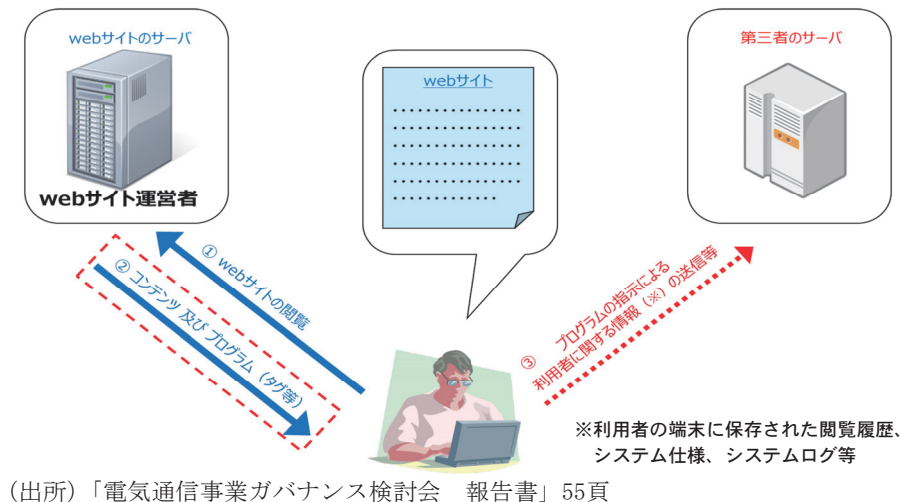 webサイトのサーバ
webサイト運営者
webサイト
第三者のサーバ
① webサイトの閲覧
② コンテンツ 及び プログラム（タグ等）
③ プログラムの指示による
利用者に関する情報（※）の送信等
※利用者の端末に保存された閲覧履歴、
システム仕様、システムログ等
(出所)「電気通信事業ガバナンス検討会　報告書」55頁